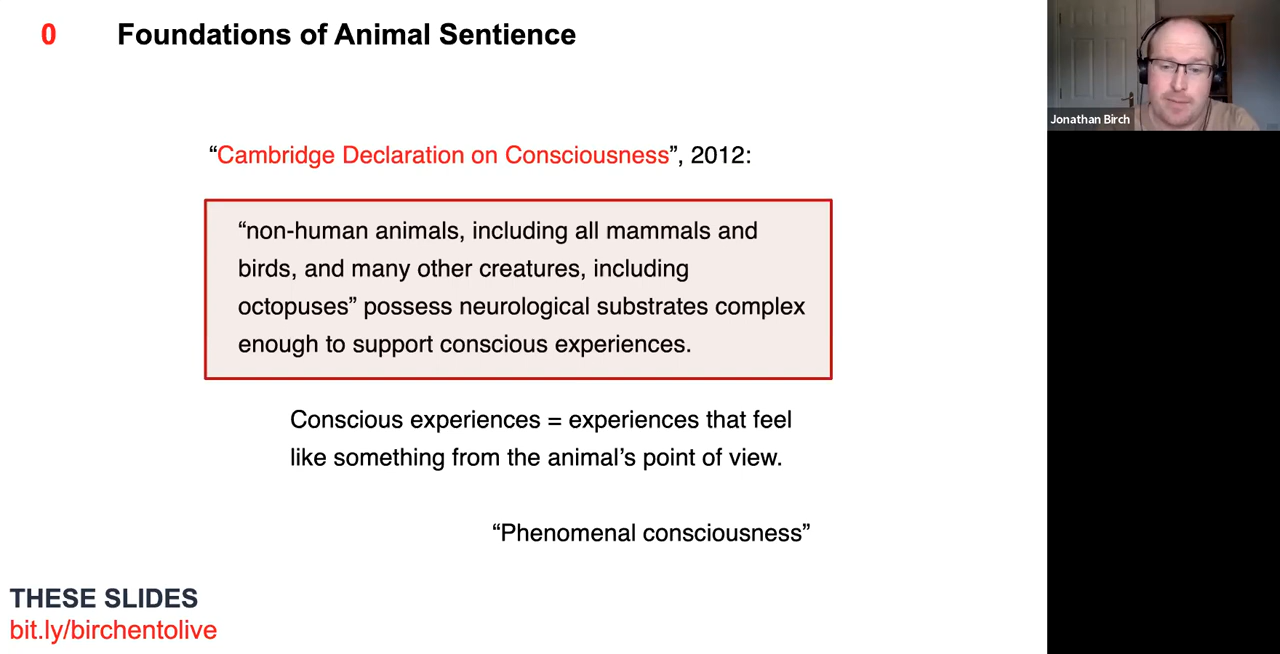 0 Foundations of Animal Sentience
“Cambridge Declaration on Consciousness”, 2012:
“non-human animals, including all mammals and
birds, and many other creatures, including
octopuses” possess neurological substrates complex
enough to support conscious experiences.
Conscious experiences = experiences that feel
like something from the animal’s point of view.
“Phenomenal consciousness”
THESE SLIDES
bit.ly/birchentolive
Jonathan Birch